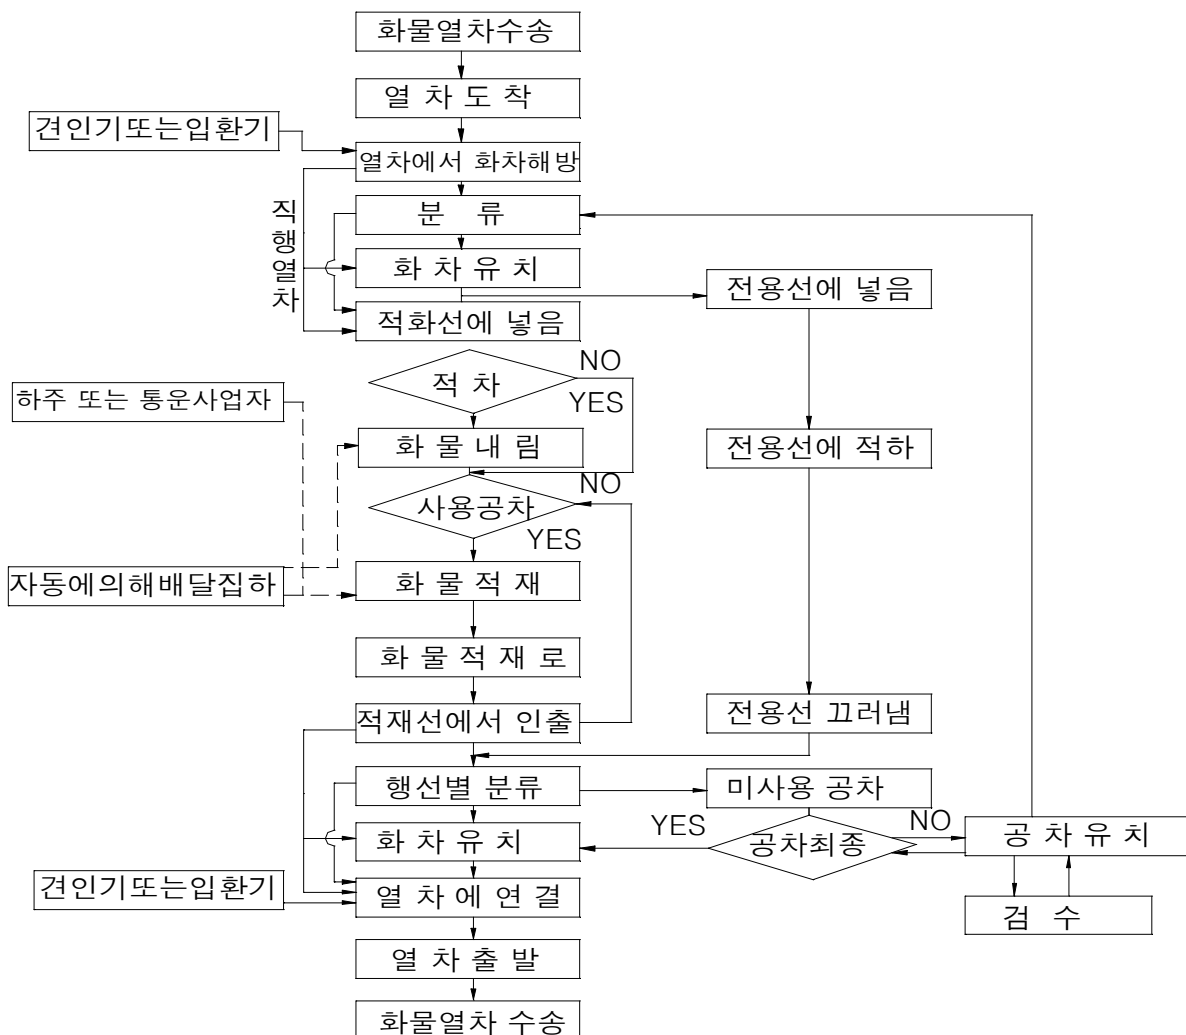 화물열차수송
열 차 도 착
견인기또는입환기
열차에서 화차해방
직행열차
분 류
화 차 유 치
전용선에 넣음
적화선에 넣음
NO
적 차
YES
하주 또는 통운사업자
화 물 내 림
전용선에 적하
NO
사용공차
YES
자동에의해배달집하
화 물 적 재
화 물 적 재 로
적재선에서 인출
전용선 끄러냄
행선별 분류
미사용 공차
YES
NO
화 차 유 치
공차최종
공 차 유 치
견인기또는입환기
열 차 에 연 결
검 수
열 차 출 발
화물열차 수송